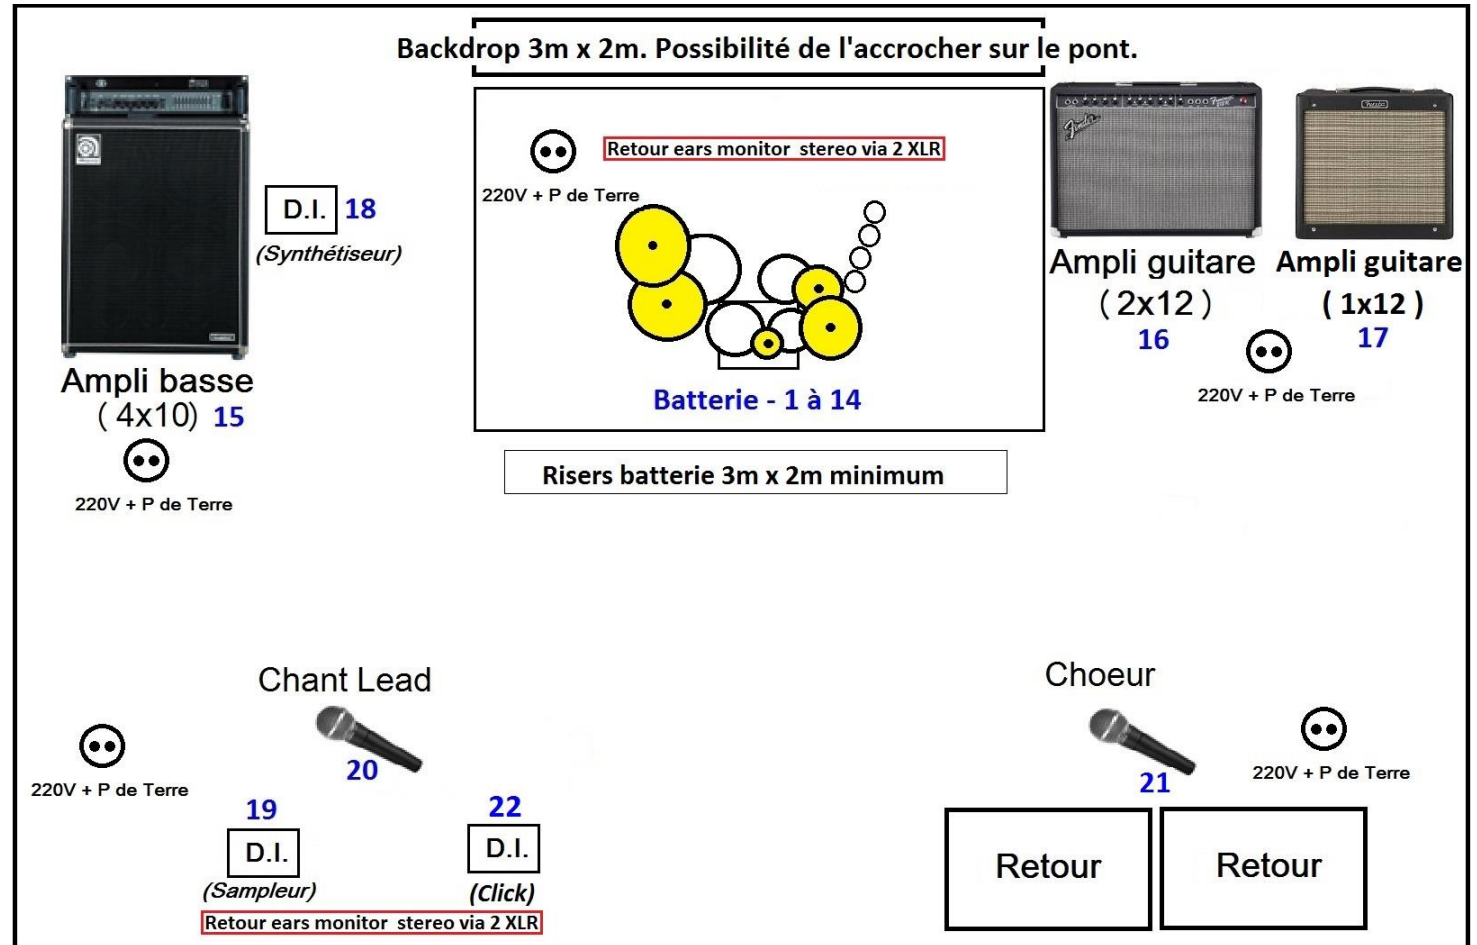 Backdrop 3m x 2m. Possibilité de l'accrocher sur le pont.
Retour ears monitor stereo via 2 XLR
220V + P de Terre
Fender
Fender
D.I. 18
(Synthétiseur)
Ampli guitare
( 2x12 )
16
Ampli guitare
( 1x12 )
17
220V + P de Terre
Batterie - 1 à 14
Ampli basse
( 4x10) 15
220V + P de Terre
Risers batterie 3m x 2m minimum
Chant Lead
20
220V + P de Terre
19
D.I.
(Sampleur)
22
D.I.
(Click)
Retour ears monitor stereo via 2 XLR
Choeur
21
220V + P de Terre
Retour
Retour